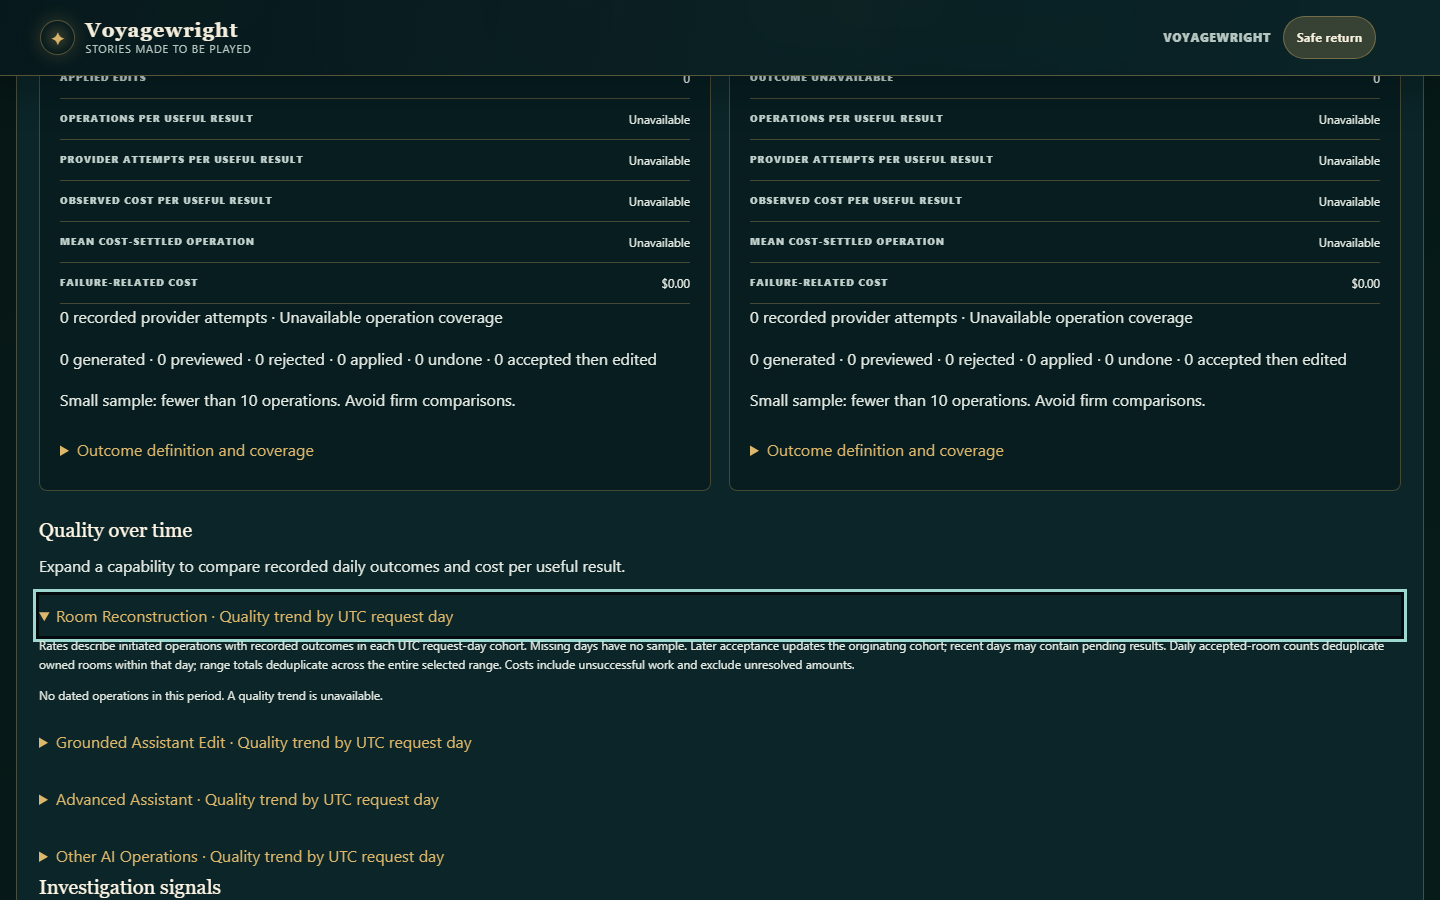 Voyagewright
STORIES MADE TO BE PLAYED
VOYAGEWRIGHT
Safe return
APPLIED EDITS 0
OPERATIONS PER USEFUL RESULT Unavailable
PROVIDER ATTEMPTS PER USEFUL RESULT Unavailable
OBSERVED COST PER USEFUL RESULT Unavailable
MEAN COST-SETTLED OPERATION Unavailable
FAILURE-RELATED COST $0.00
0 recorded provider attempts · Unavailable operation coverage
0 generated · 0 previewed · 0 rejected · 0 applied · 0 undone · 0 accepted then edited
Small sample: fewer than 10 operations. Avoid firm comparisons.
Outcome definition and coverage
OUTCOME UNAVAILABLE 0
OPERATIONS PER USEFUL RESULT Unavailable
PROVIDER ATTEMPTS PER USEFUL RESULT Unavailable
OBSERVED COST PER USEFUL RESULT Unavailable
MEAN COST-SETTLED OPERATION Unavailable
FAILURE-RELATED COST $0.00
0 recorded provider attempts · Unavailable operation coverage
0 generated · 0 previewed · 0 rejected · 0 applied · 0 undone · 0 accepted then edited
Small sample: fewer than 10 operations. Avoid firm comparisons.
Outcome definition and coverage
Quality over time
Expand a capability to compare recorded daily outcomes and cost per useful result.
Room Reconstruction · Quality trend by UTC request day
Rates describe initiated operations with recorded outcomes in each UTC request-day cohort. Missing days have no sample. Later acceptance updates the originating cohort; recent days may contain pending results. Daily accepted-room counts deduplicate
owned rooms within that day; range totals deduplicate across the entire selected range. Costs include unsuccessful work and exclude unresolved amounts.
No dated operations in this period. A quality trend is unavailable.
Grounded Assistant Edit · Quality trend by UTC request day
Advanced Assistant · Quality trend by UTC request day
Other AI Operations · Quality trend by UTC request day
Investigation signals